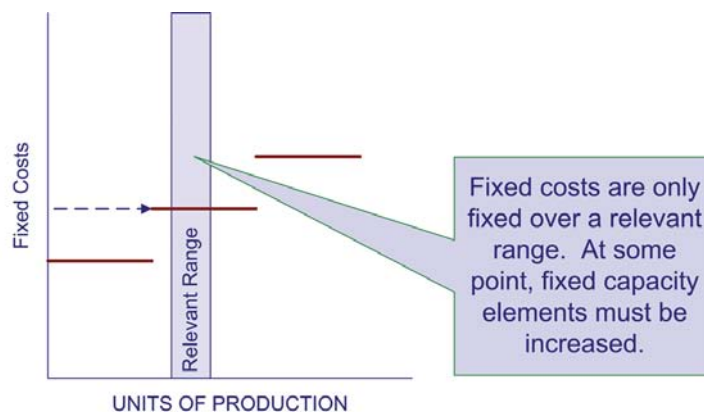 Fixed Costs
Relevant Range
UNITS OF PRODUCTION
Fixed costs are only
fixed over a relevant
range. At some
point, fixed capacity
elements must be
increased.